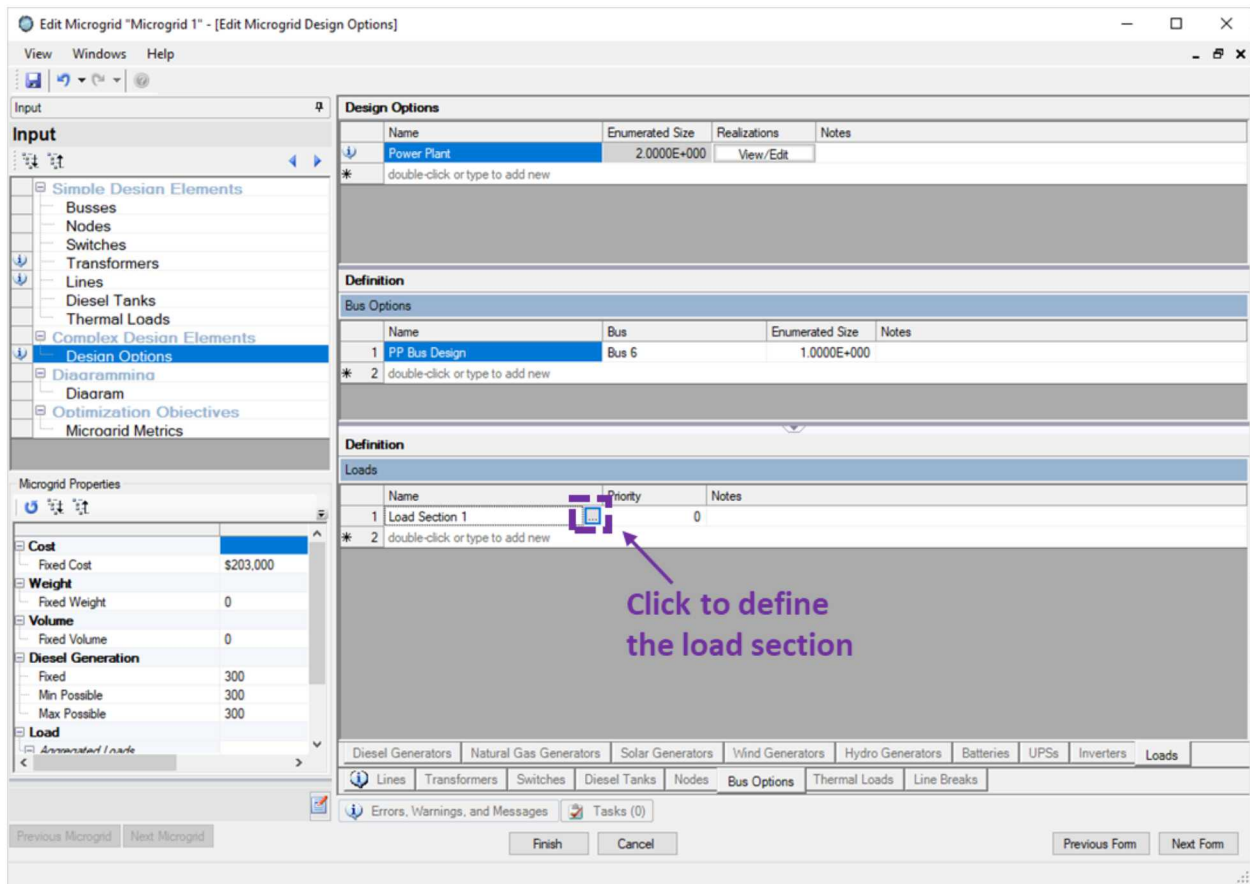 Edit Microgrid "Microgrid 1" - [Edit Microgrid Design Options]
View Windows Help
Input
Input
Simple Design Elements
Busses
Nodes
Switches
Transformers
Lines
Diesel Tanks
Thermal Loads
Complex Design Elements
Design Options
Diagramming
Diagram
Optimization Objectives
Microgrid Metrics
Microgrid Properties
Cost
Fixed Cost $203,000
Weight
Fixed Weight 0
Volume
Fixed Volume 0
Diesel Generation
Fixed 300
Min Possible 300
Max Possible 300
Load
Aggregated Loads
Previous Microgrid Next Microgrid
Design Options
Name Enumerated Size Realizations Notes
Power Plant 2.0000E+000 View/Edit
* double-click or type to add new
Definition
Bus Options
Name Bus Enumerated Size Notes
1 PP Bus Design Bus 6 1.0000E+000
* 2 double-click or type to add new
Definition
Loads
Name Priority Notes
1 Load Section 1 ... 0
* 2 double-click or type to add new
Click to define
the load section
Diesel Generators Natural Gas Generators Solar Generators Wind Generators Hydro Generators Batteries UPSs Inverters Loads
Lines Transformers Switches Diesel Tanks Nodes Bus Options Thermal Loads Line Breaks
Errors, Warnings, and Messages Tasks (0)
Finish Cancel Previous Form Next Form